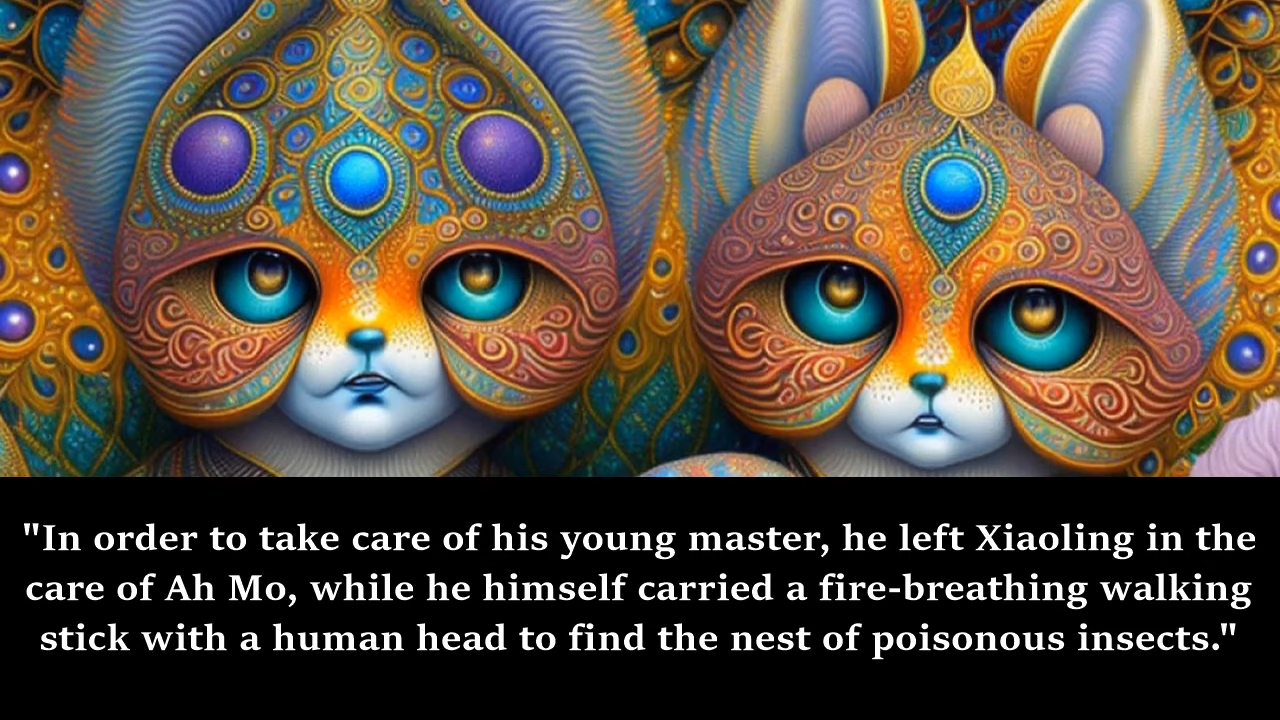 "In order to take care of his young master, he left Xiaoling in the
care of Ah Mo, while he himself carried a fire-breathing walking
stick with a human head to find the nest of poisonous insects."